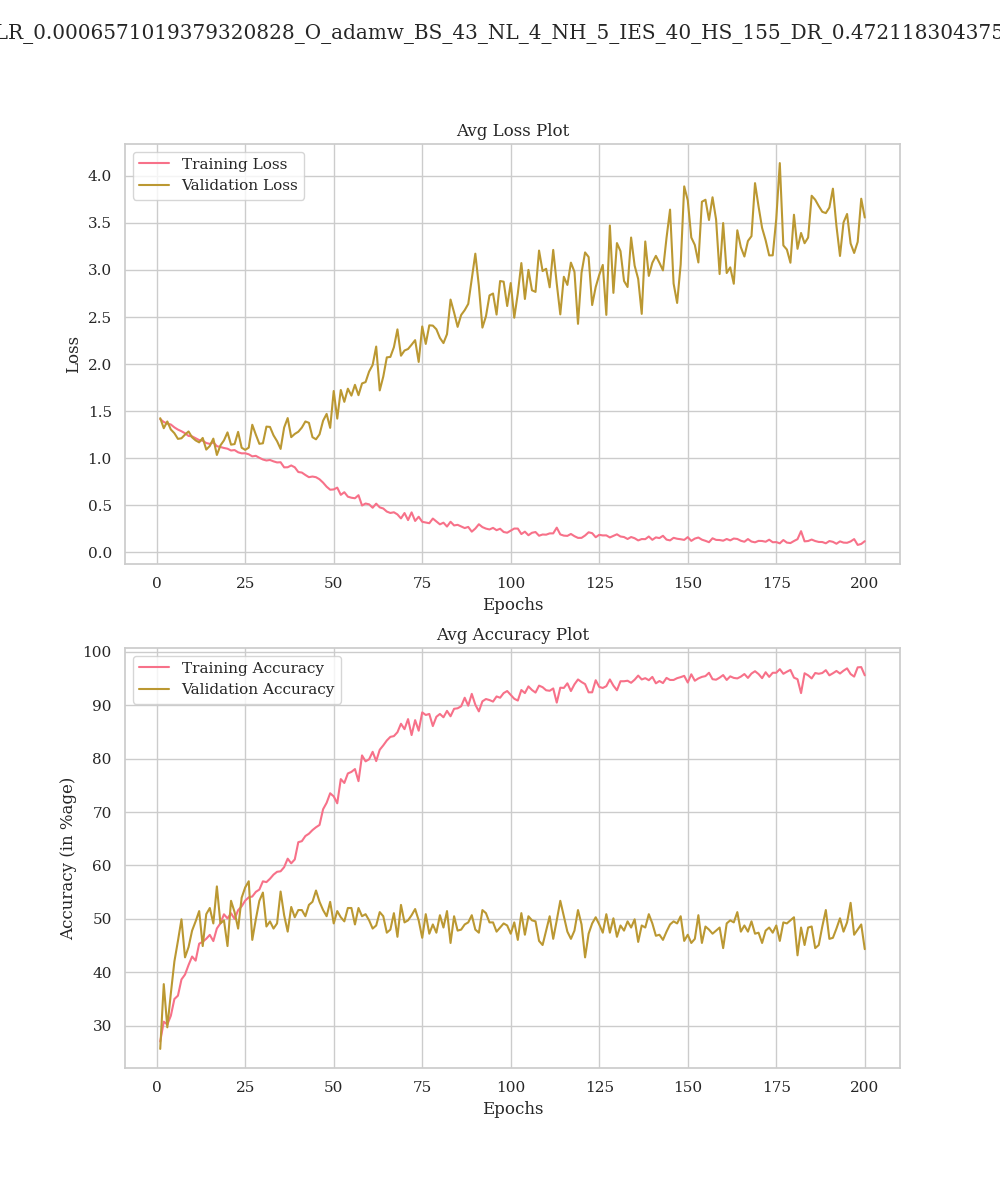 LR_0.0006571019379320828_O_adamw_BS_43_NL_4_NH_5_IES_40_HS_155_DR_0.472118304375
Avg Loss Plot
Training Loss
Validation Loss
4.0
3.5
3.0
2.5
2.0
1.5
1.0
0.5
0.0
Loss
0 25 50 75 100 125 150 175 200
Epochs
Avg Accuracy Plot
Training Accuracy
Validation Accuracy
100
90
80
70
60
50
40
30
Accuracy (in %age)
0 25 50 75 100 125 150 175 200
Epochs